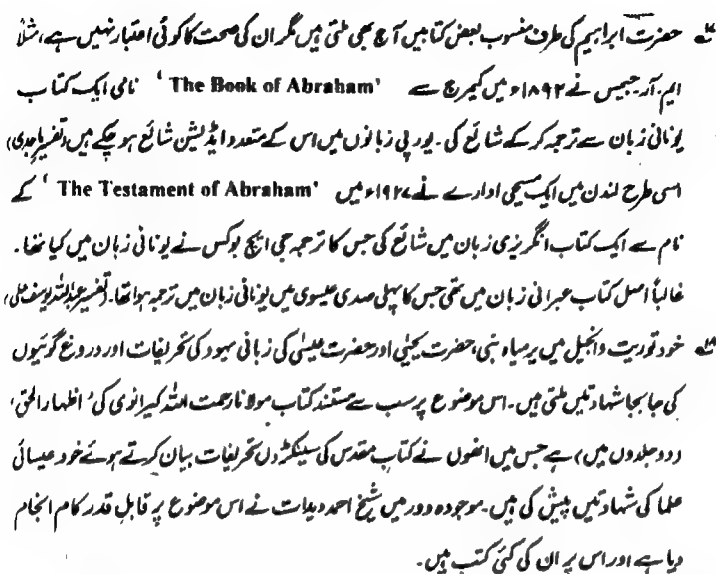 ۳؎ حضرت ابراہیم کی طرف منسوب بعض کتابیں آج بھی ملتی ہیں مگر ان کی صحت کا کوئی اعتبار نہیں ہے، مثلاً
ایم۔ آر۔ جیمس نے ۱۸۹۲ء میں کیمبرج سے 'The Book of Abraham' نامی ایک کتاب
یونانی زبان سے ترجمہ کر کے شائع کی۔ یورپی زبانوں میں اس کے متعدد ایڈیشن شائع ہو چکے ہیں (تفسیر ماجدی)
اسی طرح لندن میں ایک مسیحی ادارے نے ۱۹۲۷ء میں 'The Testament of Abraham' کے
نام سے ایک کتاب انگریزی زبان میں شائع کی جس کا ترجمہ جی ایچ بوکس نے یونانی زبان میں کیا تھا۔
غالباً اصل کتاب عبرانی زبان میں تھی جس کا پہلی صدی عیسوی میں یونانی زبان میں ترجمہ ہوا تھا۔ (تفسیر عبداللہ یوسف علی)
۴؎ خود توریت و انجیل میں یرمیاہ نبی، حضرت یحییٰ اور حضرت عیسیٰ کی زبانی یہود کی تحریفات اور دروغ گوئیوں
کی جابجا شہادتیں ملتی ہیں۔ اس موضوع پر سب سے مستند کتاب مولانا رحمت اللہ کیرانوی کی 'اظہار الحق'
(دو جلدوں میں) ہے جس میں انھوں نے کتاب مقدس کی سینکڑوں تحریفات بیان کرتے ہوئے خود عیسائی
علما کی شہادتیں پیش کی ہیں۔ موجودہ دور میں شیخ احمد دیدات نے اس موضوع پر قابل قدر کام انجام
دیا ہے اور اس پر ان کی کئی کتب ہیں۔